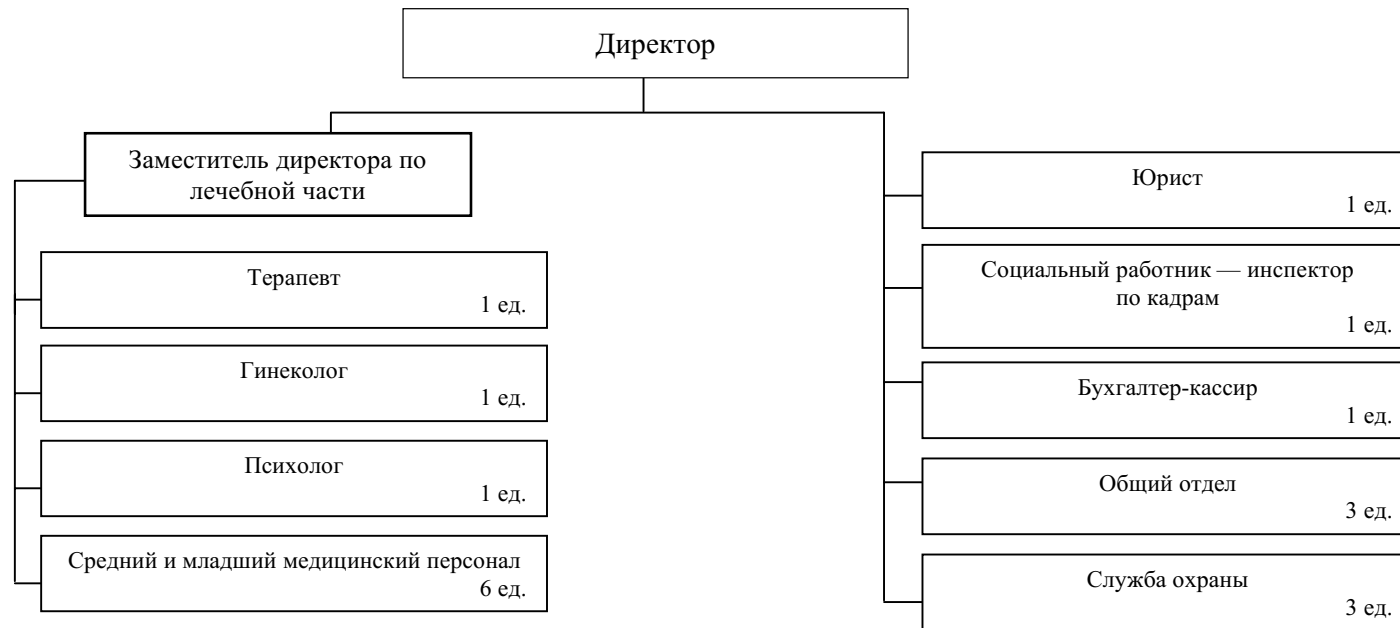 Директор
Заместитель директора по
лечебной части
Терапевт
1 ед.
Гинеколог
1 ед.
Психолог
1 ед.
Средний и младший медицинский персонал
6 ед.
Юрист
1 ед.
Социальный работник — инспектор
по кадрам
1 ед.
Бухгалтер-кассир
1 ед.
Общий отдел
3 ед.
Служба охраны
3 ед.